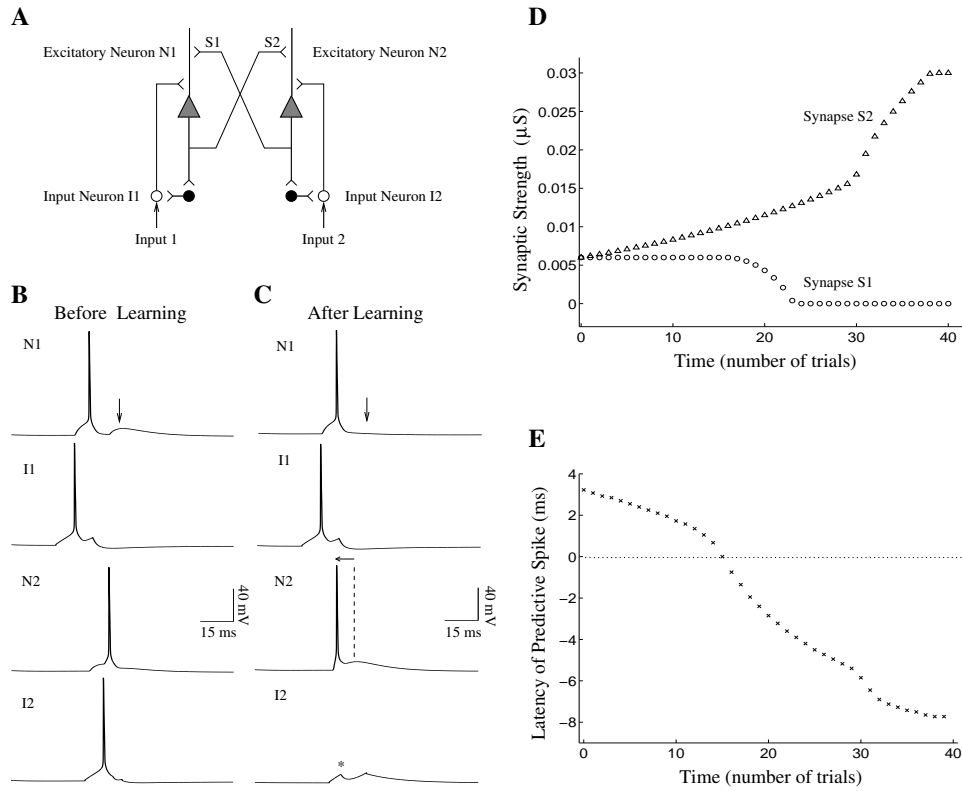 A
Excitatory Neuron N1
S1
S2
Excitatory Neuron N2
Input Neuron I1
Input Neuron I2
Input 1
Input 2
B
Before Learning
N1
I1
N2
40 mV
15 ms
I2
C
After Learning
N1
I1
N2
40 mV
15 ms
I2
*
D
Synaptic Strength (µS)
0.03
0.025
0.02
0.015
0.01
0.005
0
Synapse S2
Synapse S1
0 10 20 30 40
Time (number of trials)
E
Latency of Predictive Spike (ms)
4
2
0
−2
−4
−6
−8
0 10 20 30 40
Time (number of trials)